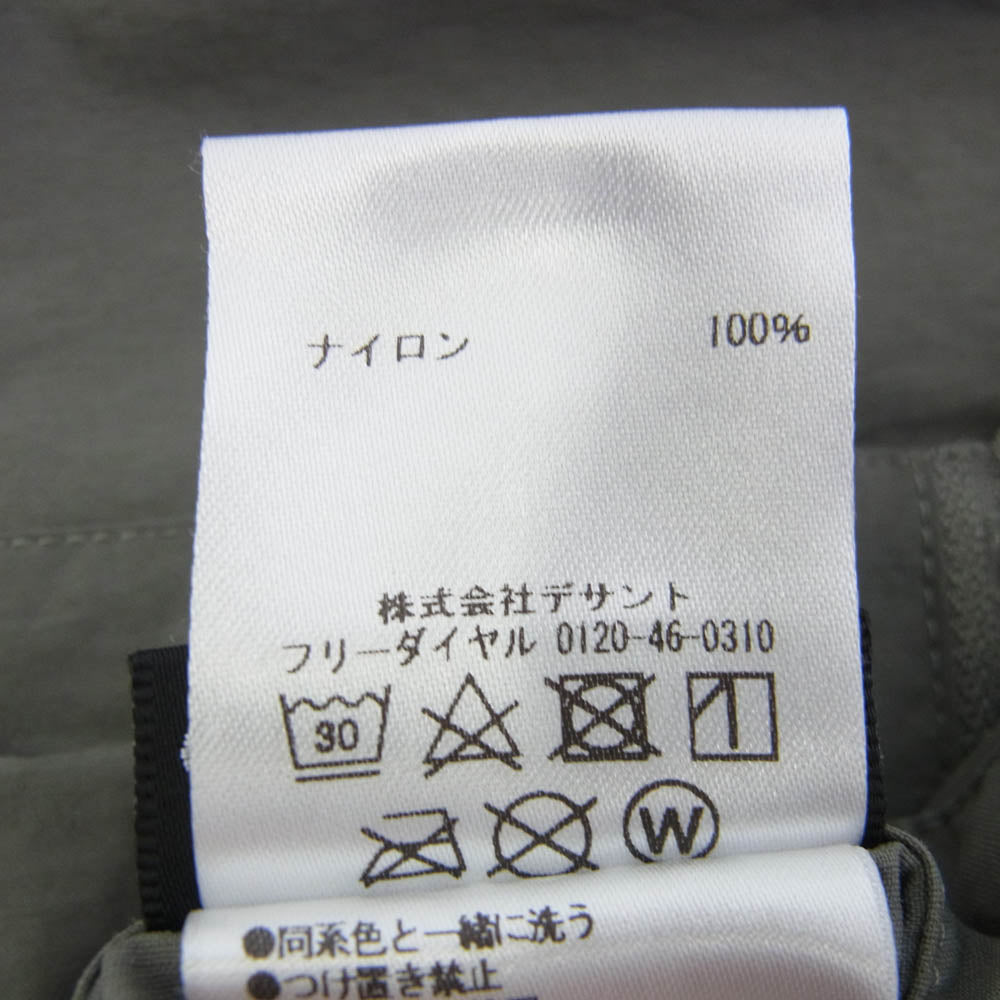 ナイロン 100%
株式会社デサント
フリーダイヤル 0120-46-0310
30
W
●同系色と一緒に洗う
●つけ置き禁止